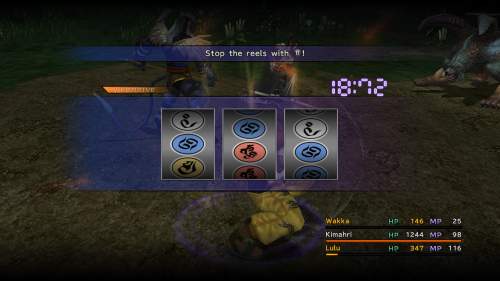 Stop the reels with !
18:72
Wakka HP 146 MP 25
Kimahri HP 1244 MP 98
Lulu HP 347 MP 116